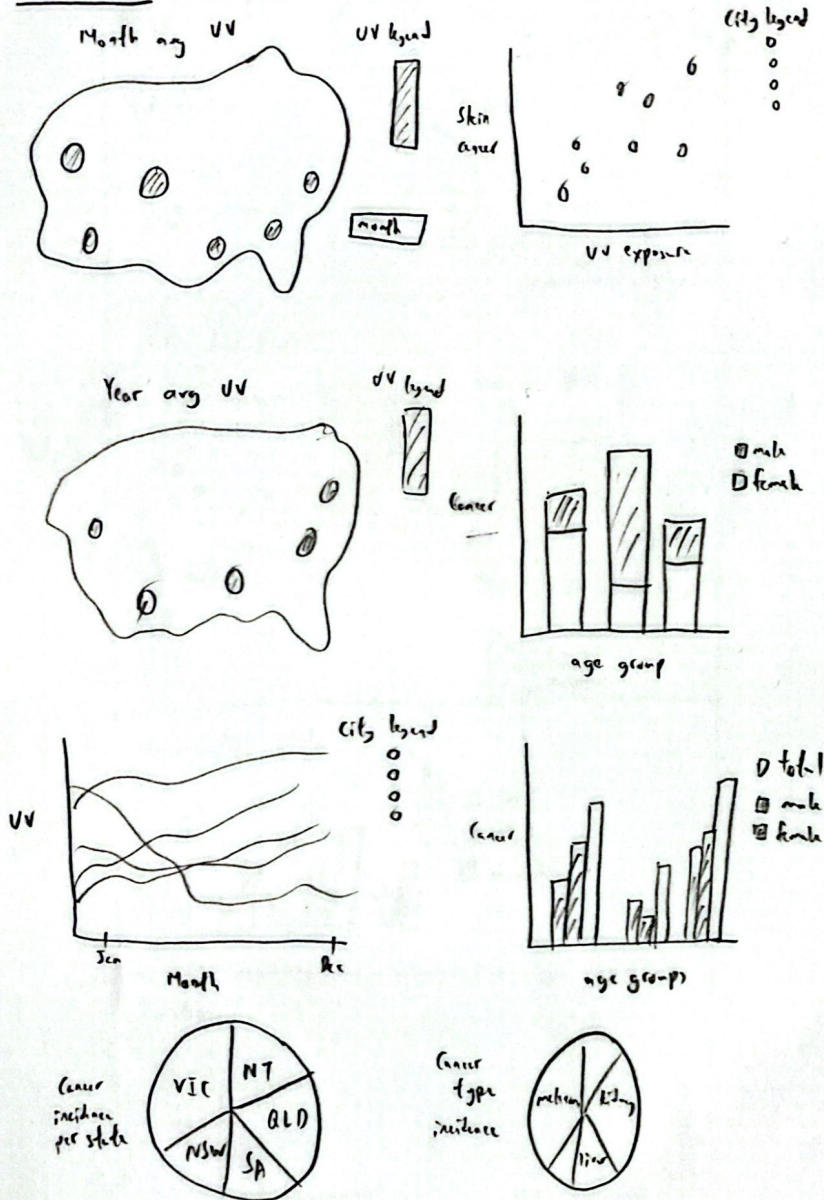 Month avg UV
UV legend
month
City legend
Skin
cancer
UV exposure
Year avg UV
UV legend
Cancer
male
female
age group
City legend
UV
Jan
Dec
Month
Cancer
total
male
female
age groups
Cancer
incidence
per state
VIC
NT
QLD
NSW
SA
Cancer
type
incidence
kidney
liver